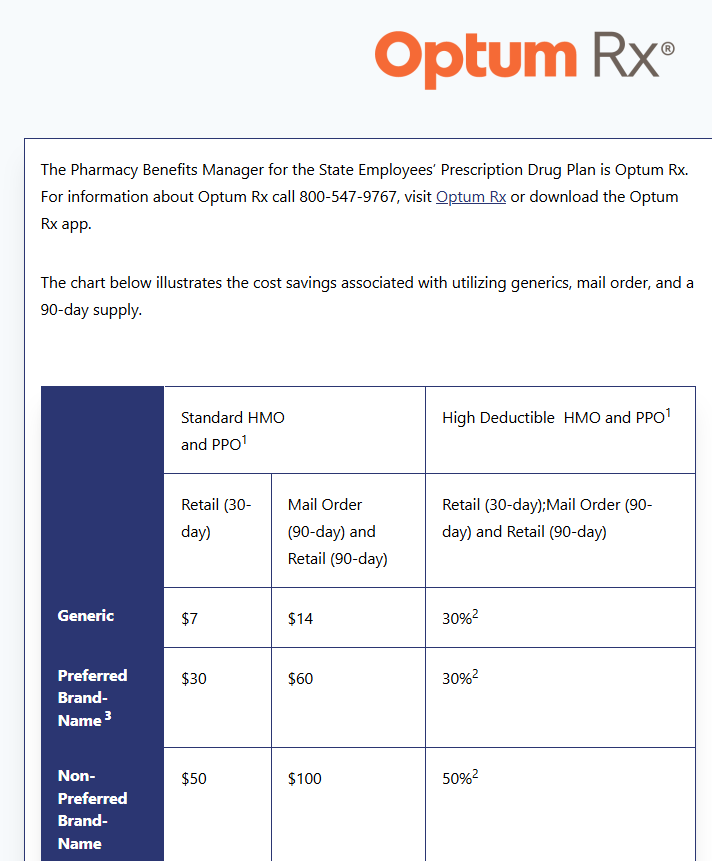 Optum Rx®
The Pharmacy Benefits Manager for the State Employees' Prescription Drug Plan is Optum Rx.
For information about Optum Rx call 800-547-9767, visit Optum Rx or download the Optum
Rx app.
The chart below illustrates the cost savings associated with utilizing generics, mail order, and a
90-day supply.
Standard HMO
and PPO1
High Deductible  HMO and PPO1
Retail (30-
day)
Mail Order
(90-day) and
Retail (90-day)
Retail (30-day);Mail Order (90-
day) and Retail (90-day)
Generic
$7
$14
30%2
Preferred
Brand-
Name 3
$30
$60
30%2
Non-
Preferred
Brand-
Name
$50
$100
50%2